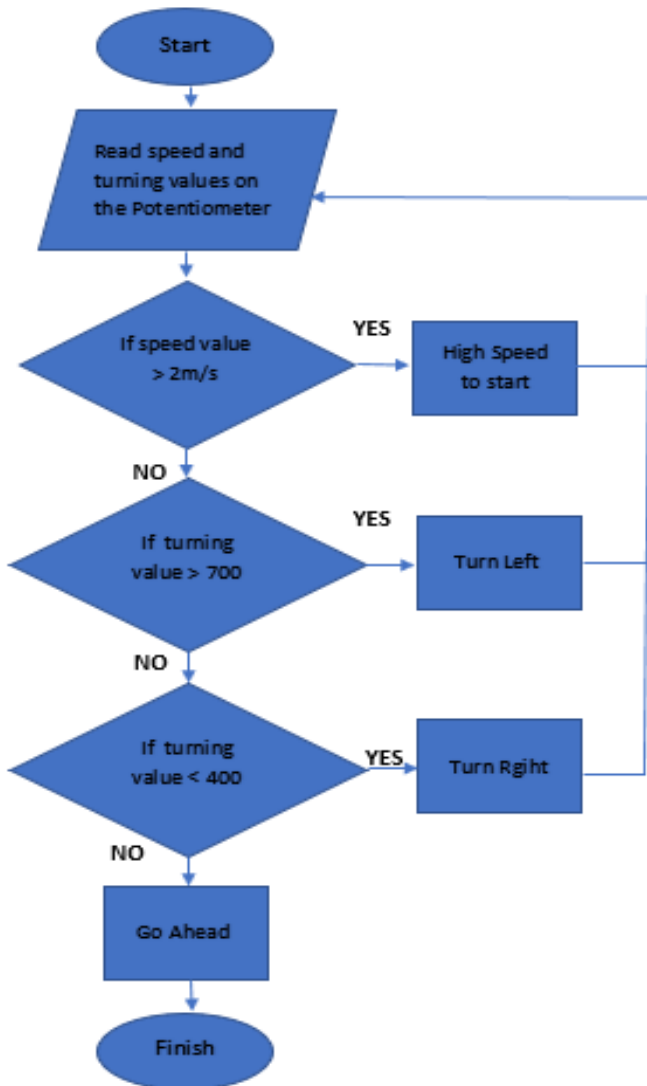 Start
Read speed and
turning values on
the Potentiometer
If speed value
> 2m/s
YES
High Speed
to start
NO
If turning
value > 700
YES
Turn Left
NO
If turning
value < 400
YES
Turn Rgiht
NO
Go Ahead
Finish